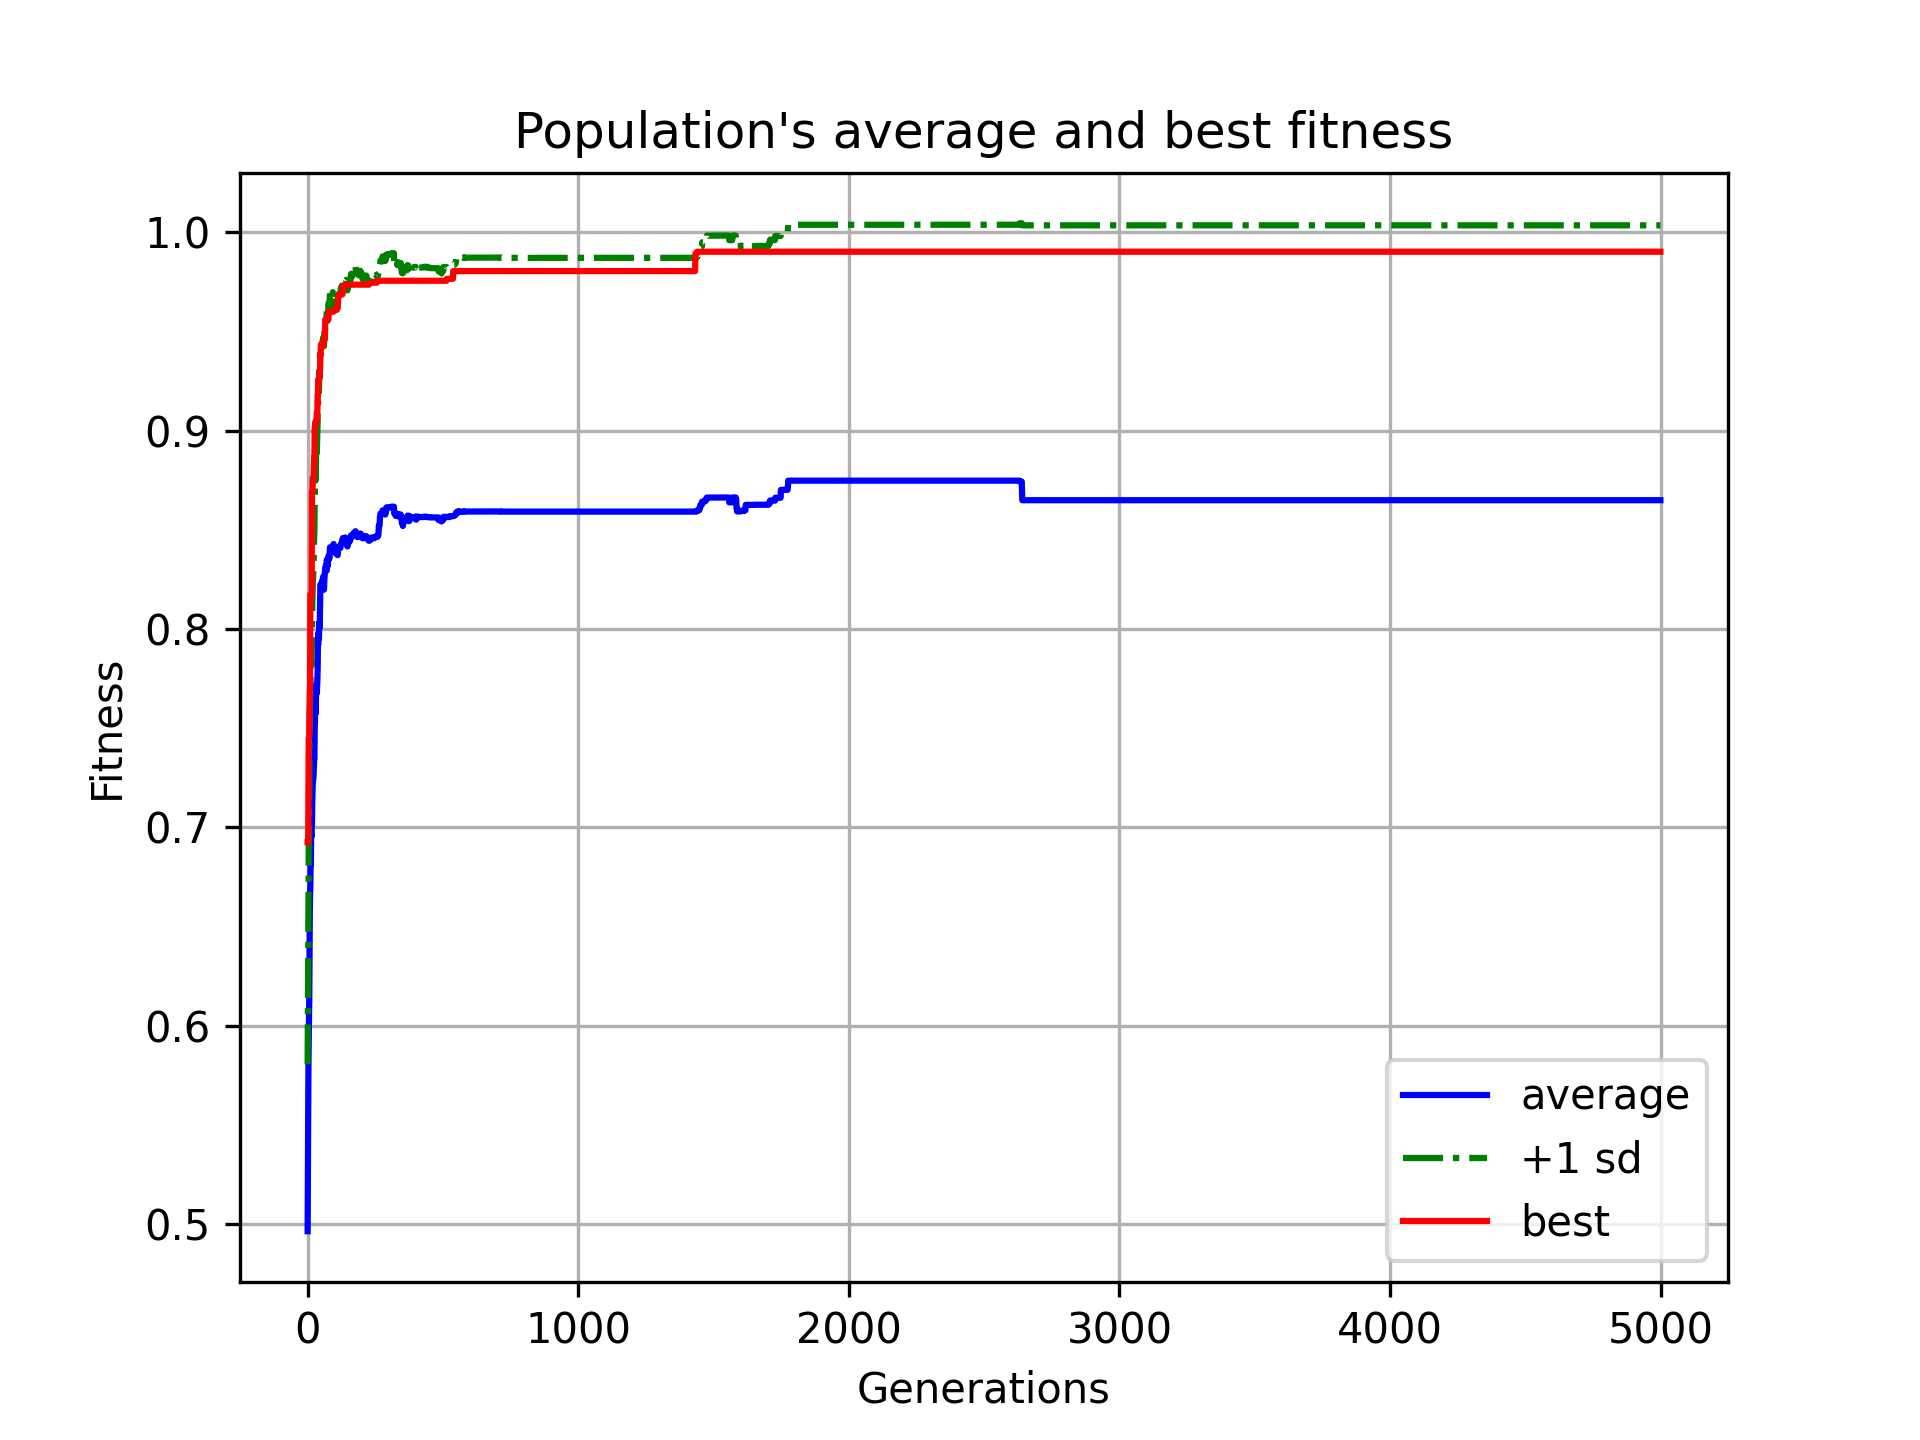 Population's average and best fitness
1.0
0.9
0.8
0.7
0.6
0.5
Fitness
0 1000 2000 3000 4000 5000
Generations
average
+1 sd
best